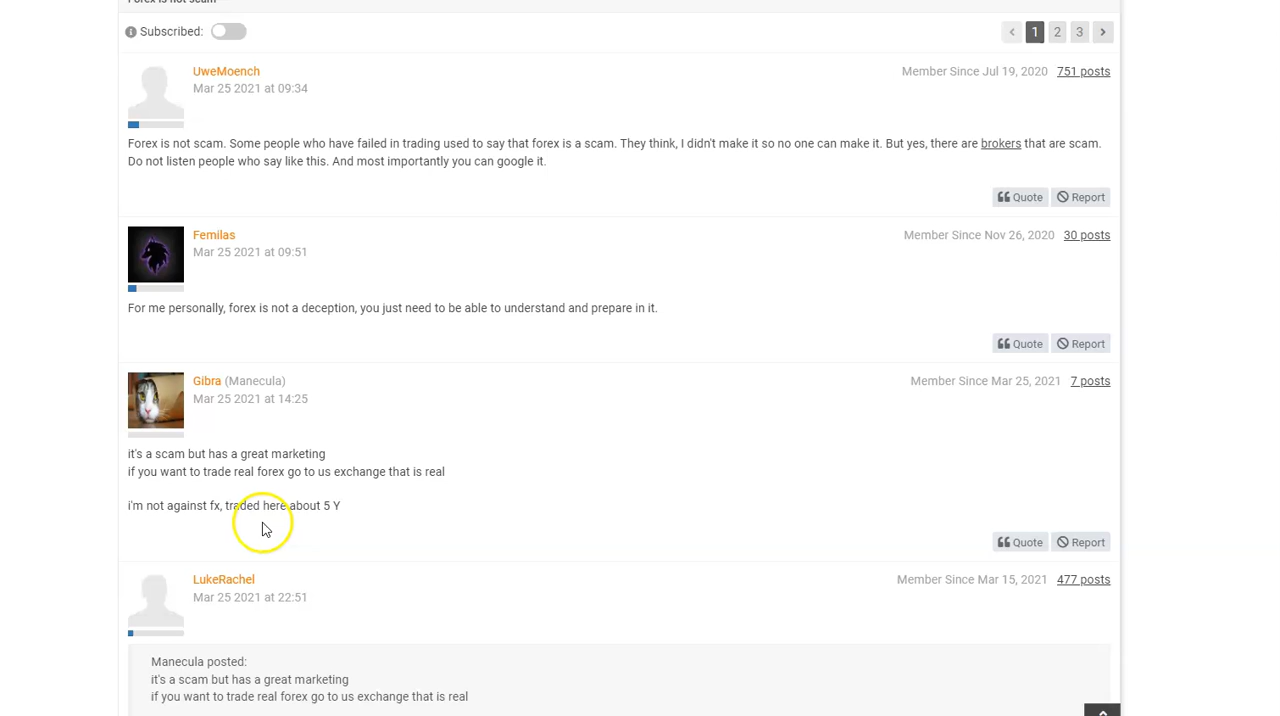 Forex is not scam
Subscribed:
< 1 2 3 >
UweMoench
Member Since Jul 19, 2020 751 posts
Mar 25 2021 at 09:34
Forex is not scam. Some people who have failed in trading used to say that forex is a scam. They think, I didn't make it so no one can make it. But yes, there are brokers that are scam.
Do not listen people who say like this. And most importantly you can google it.
Quote Report
Femilas
Member Since Nov 26, 2020 30 posts
Mar 25 2021 at 09:51
For me personally, forex is not a deception, you just need to be able to understand and prepare in it.
Quote Report
Gibra (Manecula)
Member Since Mar 25, 2021 7 posts
Mar 25 2021 at 14:25
it's a scam but has a great marketing
if you want to trade real forex go to us exchange that is real
i'm not against fx, traded here about 5 Y
Quote Report
LukeRachel
Member Since Mar 15, 2021 477 posts
Mar 25 2021 at 22:51
Manecula posted:
it's a scam but has a great marketing
if you want to trade real forex go to us exchange that is real